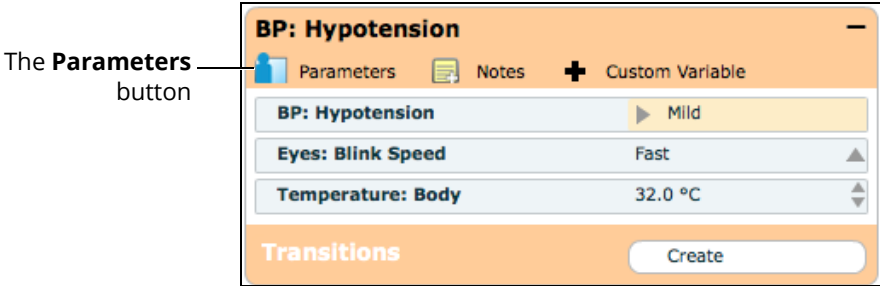 BP: Hypotension
The Parameters
button
Parameters Notes Custom Variable
BP: Hypotension Mild
Eyes: Blink Speed Fast
Temperature: Body 32.0 °C
Transitions Create